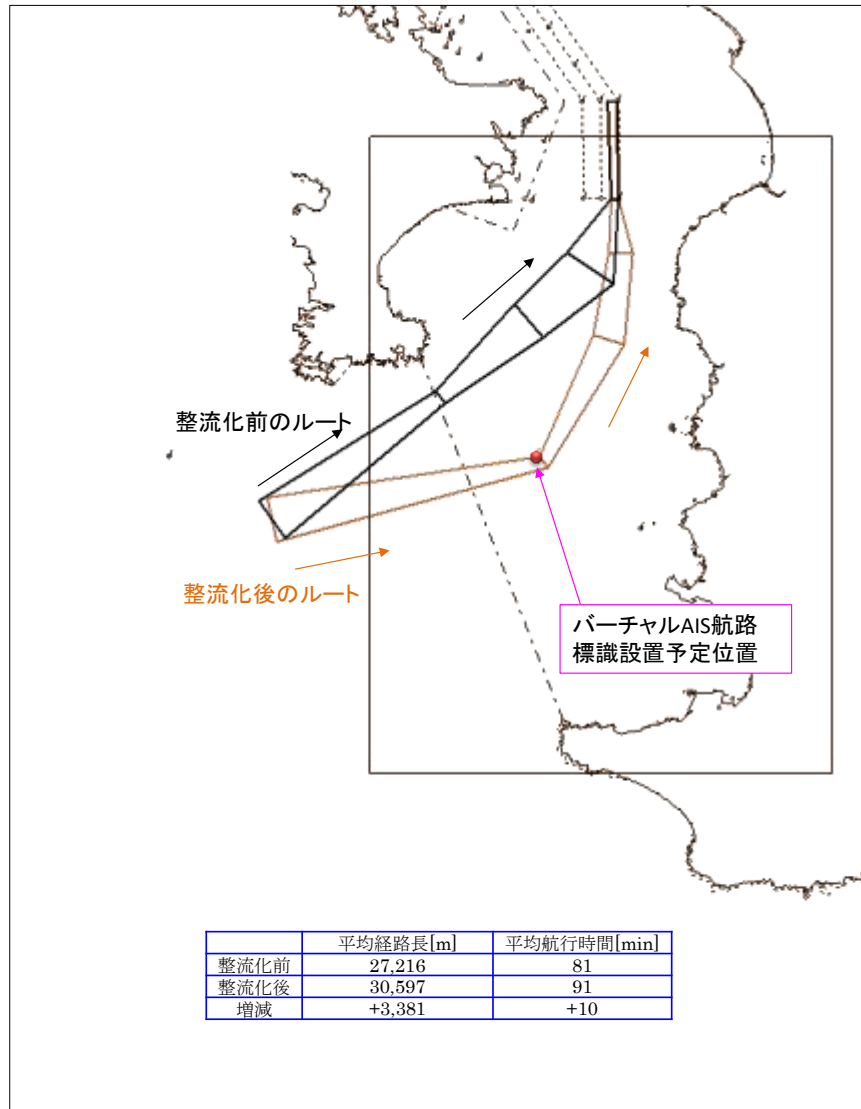 整流化前のルート
整流化後のルート
バーチャルAIS航路
標識設置予定位置
平均経路長[m] 平均航行時間[min]
整流化前 27,216 81
整流化後 30,597 91
増減 +3,381 +10